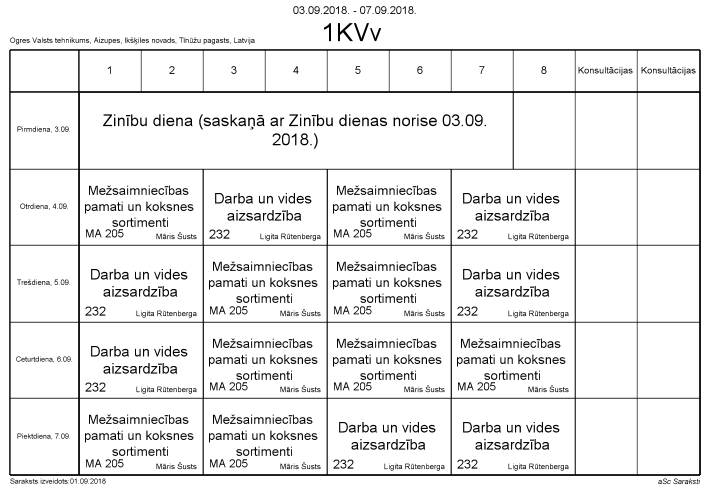 03.09.2018. - 07.09.2018.
1KVv
Ogres Valsts tehnikums, Aizupes, Ikšķiles novads, Tīnūžu pagasts, Latvija
1 2 3 4 5 6 7 8 Konsultācijas Konsultācijas
Pirmdiena, 3.09.
Zinību diena (saskaņā ar Zinību dienas norise 03.09.
2018.)
Otrdiena, 4.09.
Mežsaimniecības
pamati un koksnes
sortimenti
MA 205 Māris Šusts
Darba un vides
aizsardzība
232 Ligita Rūtenberga
Mežsaimniecības
pamati un koksnes
sortimenti
MA 205 Māris Šusts
Darba un vides
aizsardzība
232 Ligita Rūtenberga
Trešdiena, 5.09.
Darba un vides
aizsardzība
232 Ligita Rūtenberga
Mežsaimniecības
pamati un koksnes
sortimenti
MA 205 Māris Šusts
Mežsaimniecības
pamati un koksnes
sortimenti
MA 205 Māris Šusts
Darba un vides
aizsardzība
232 Ligita Rūtenberga
Ceturtdiena, 6.09.
Darba un vides
aizsardzība
232 Ligita Rūtenberga
Mežsaimniecības
pamati un koksnes
sortimenti
MA 205 Māris Šusts
Mežsaimniecības
pamati un koksnes
sortimenti
MA 205 Māris Šusts
Mežsaimniecības
pamati un koksnes
sortimenti
MA 205 Māris Šusts
Piektdiena, 7.09.
Mežsaimniecības
pamati un koksnes
sortimenti
MA 205 Māris Šusts
Mežsaimniecības
pamati un koksnes
sortimenti
MA 205 Māris Šusts
Darba un vides
aizsardzība
232 Ligita Rūtenberga
Darba un vides
aizsardzība
232 Ligita Rūtenberga
Saraksts izveidots:01.09.2018
aSc Saraksti